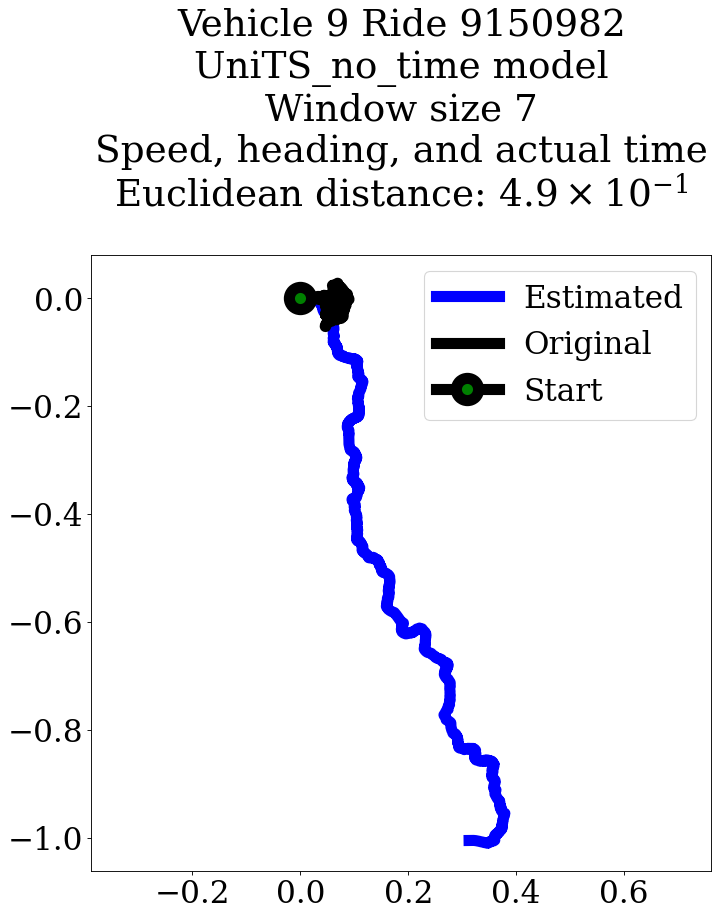 Vehicle 9 Ride 9150982
UniTS_no_time model
Window size 7
Speed, heading, and actual time
Euclidean distance: 4.9 × 10⁻¹
Estimated
Original
Start
0.0
−0.2
−0.4
−0.6
−0.8
−1.0
−0.2 0.0 0.2 0.4 0.6